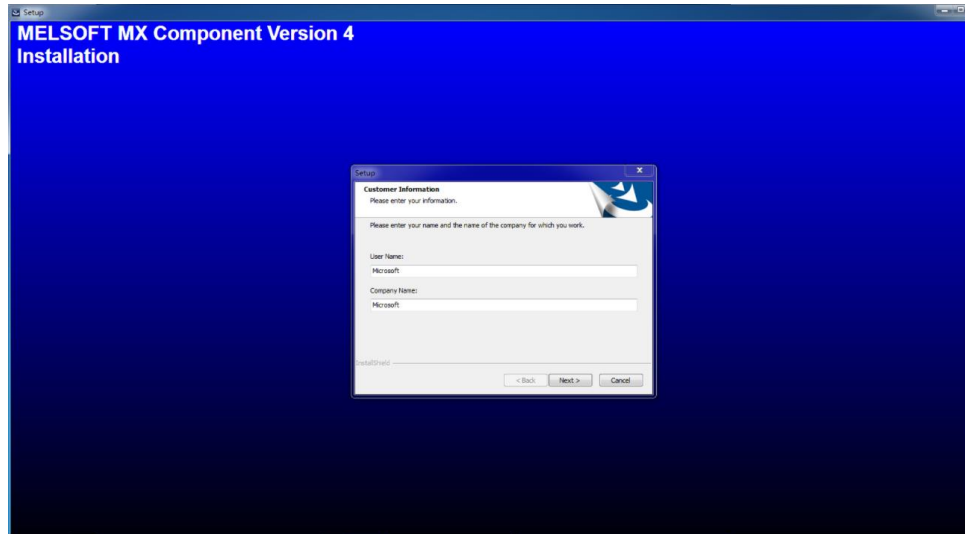 Setup
MELSOFT MX Component Version 4
Installation
Setup
X
Customer Information
Please enter your information.
Please enter your name and the name of the company for which you work.
User Name:
Microsoft
Company Name:
Microsoft
InstallShield
< Back
Next >
Cancel